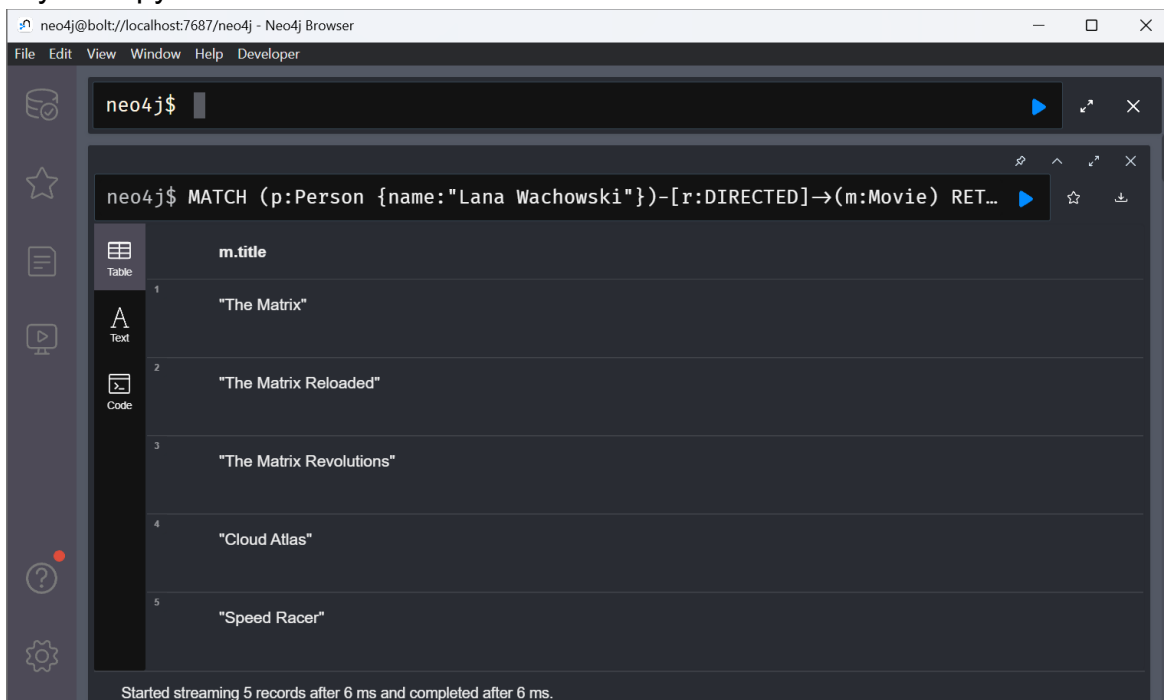 neo4j@bolt://localhost:7687/neo4j - Neo4j Browser
File Edit View Window Help Developer
neo4j$
neo4j$ MATCH (p:Person {name:"Lana Wachowski"})-[r:DIRECTED]→(m:Movie) RET…
Table
m.title
1
"The Matrix"
Text
2
"The Matrix Reloaded"
Code
3
"The Matrix Revolutions"
4
"Cloud Atlas"
5
"Speed Racer"
Started streaming 5 records after 6 ms and completed after 6 ms.